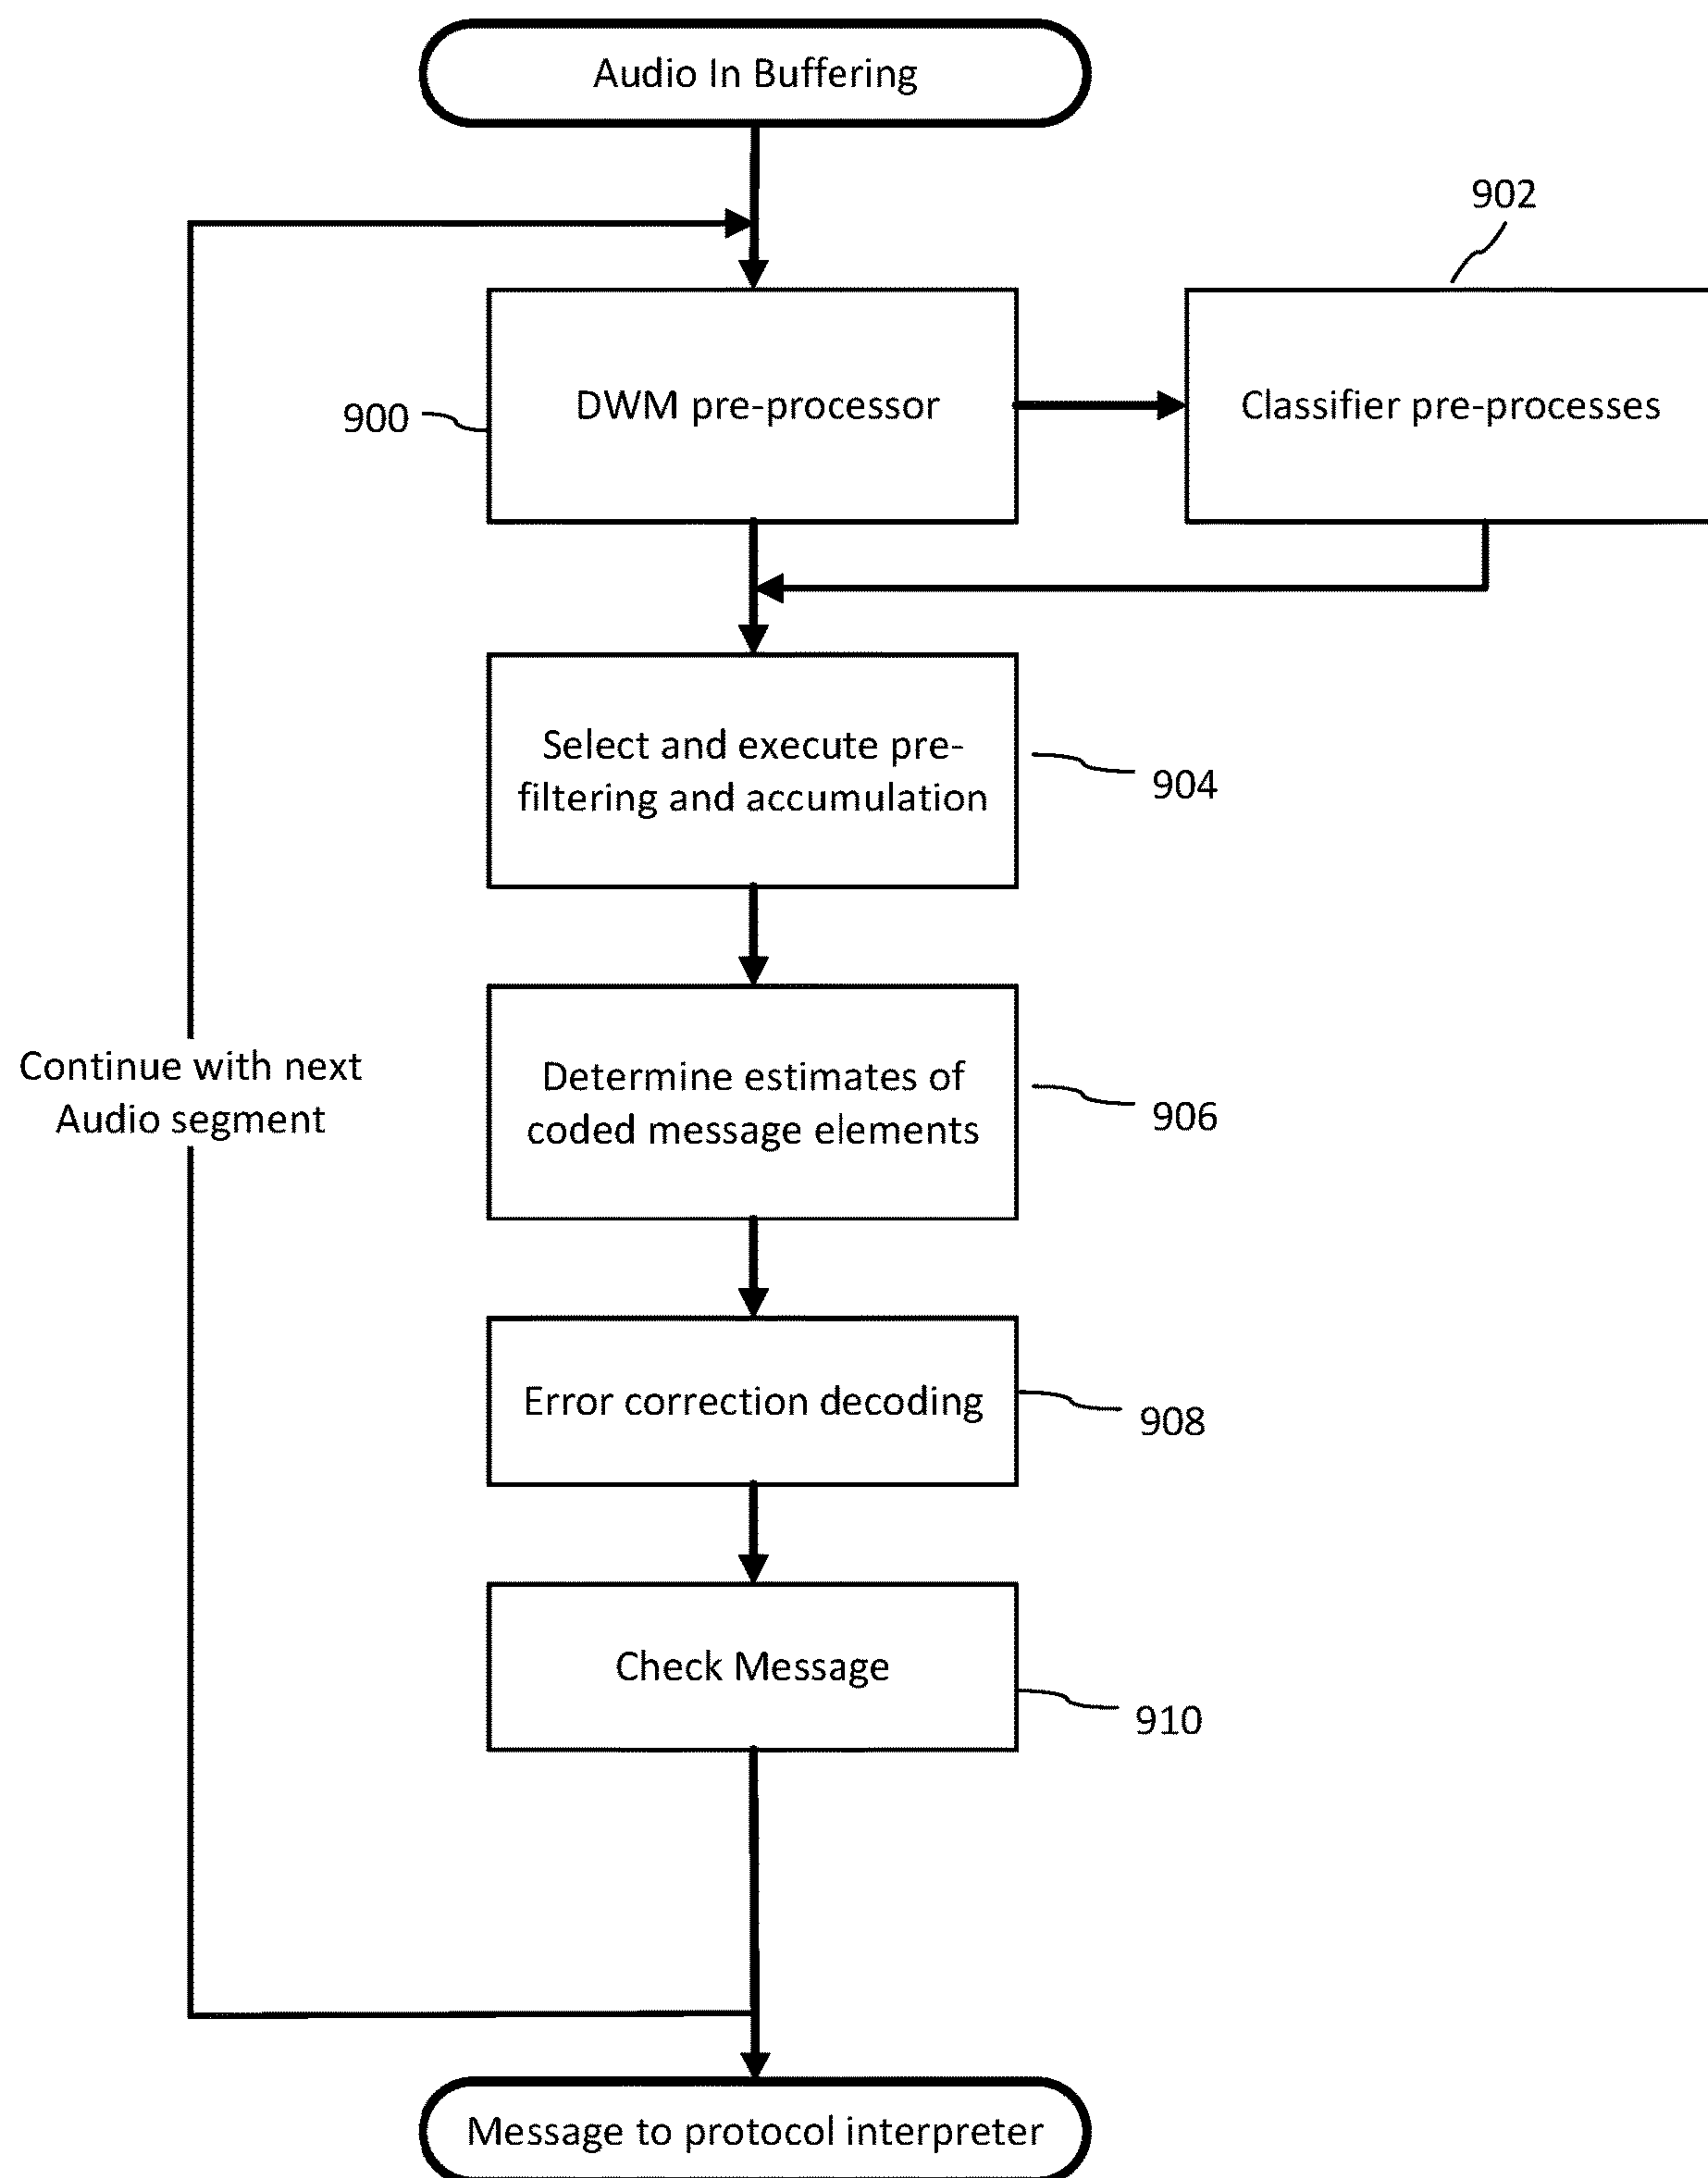 Audio In Buffering
902
DWM pre-processor
Classifier pre-processes
900
Select and execute pre-
filtering and accumulation
904
Continue with next
Audio segment
Determine estimates of
coded message elements
906
Error correction decoding
908
Check Message
910
Message to protocol interpreter